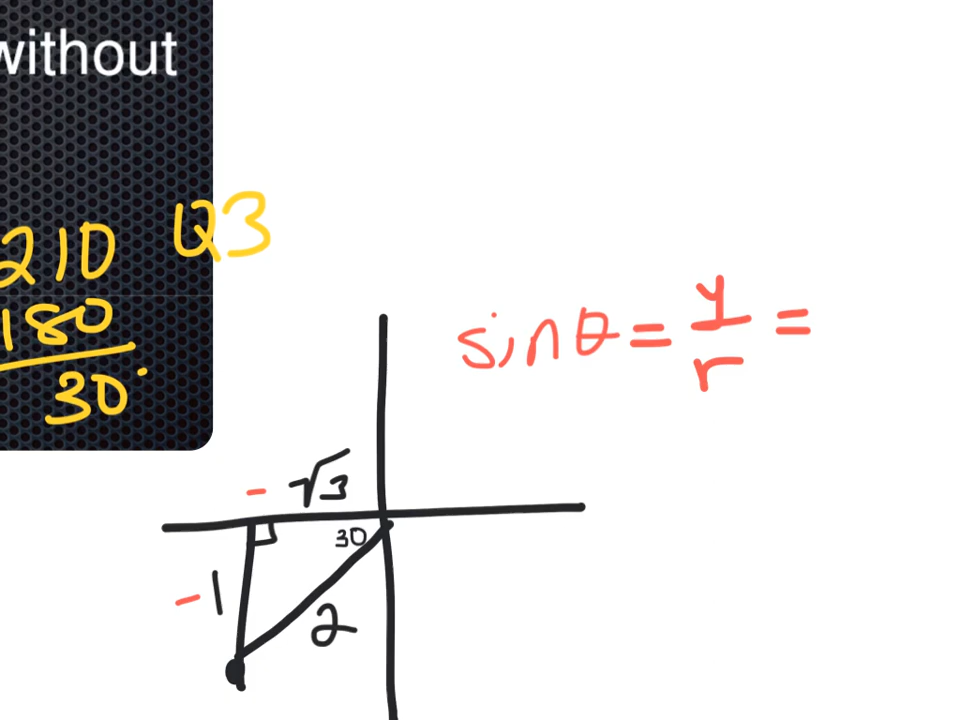 without
210 Q3
180
30°
sinθ = y/r =
- √3
30
-1
2